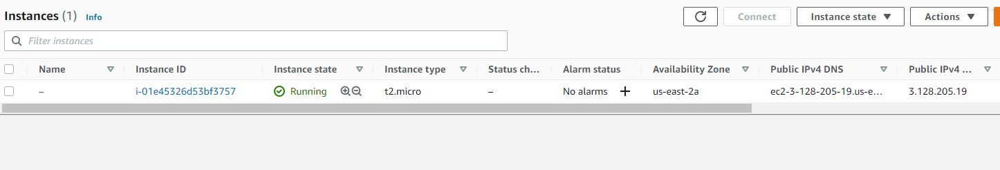 Instances (1) Info
Connect Instance state Actions
Filter instances
Name Instance ID Instance state Instance type Status ch... Alarm status Availability Zone Public IPv4 DNS Public IPv4 ...
– i-01e45326d53bf3757 Running t2.micro – No alarms + us-east-2a ec2-3-128-205-19.us-e... 3.128.205.19